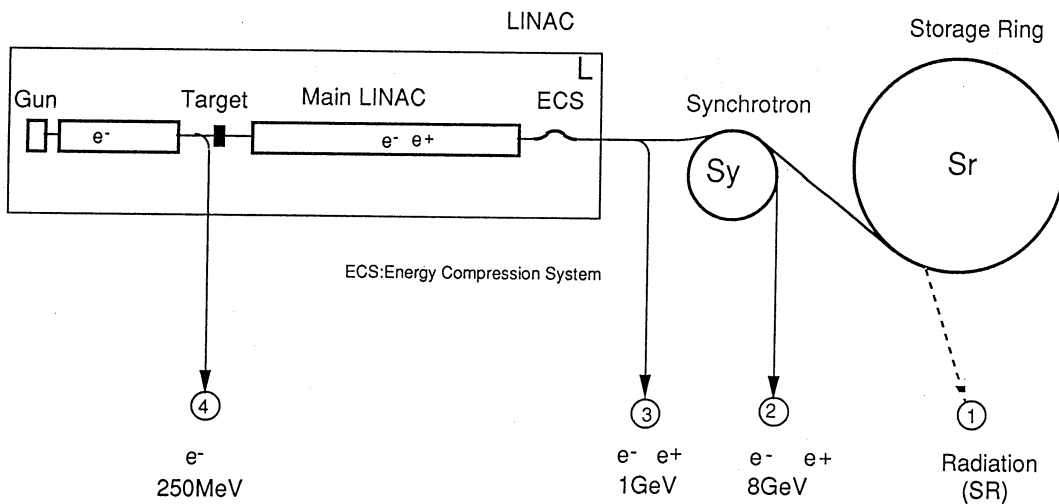 LINAC
Storage Ring
L
Gun
Target
Main LINAC
ECS
Synchrotron
e-
e- e+
Sy
Sr
ECS:Energy Compression System
4
3
2
1
e-
250MeV
e- e+
1GeV
e- e+
8GeV
Radiation
(SR)